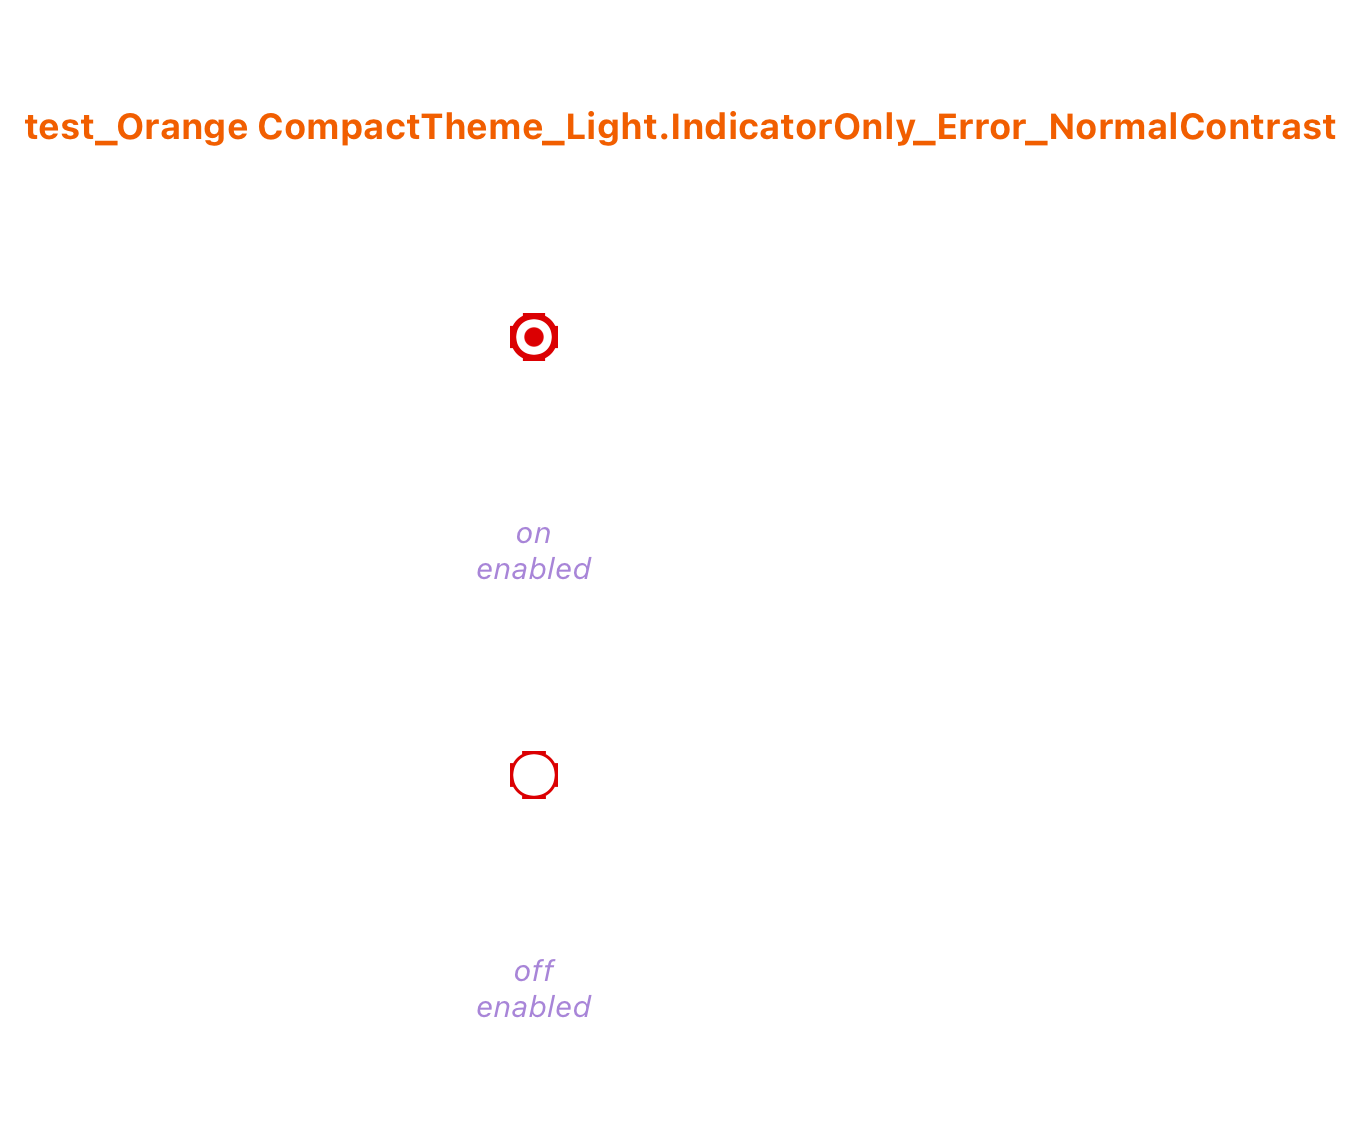 test_Orange CompactTheme_Light.IndicatorOnly_Error_NormalContrast
on
enabled
off
enabled